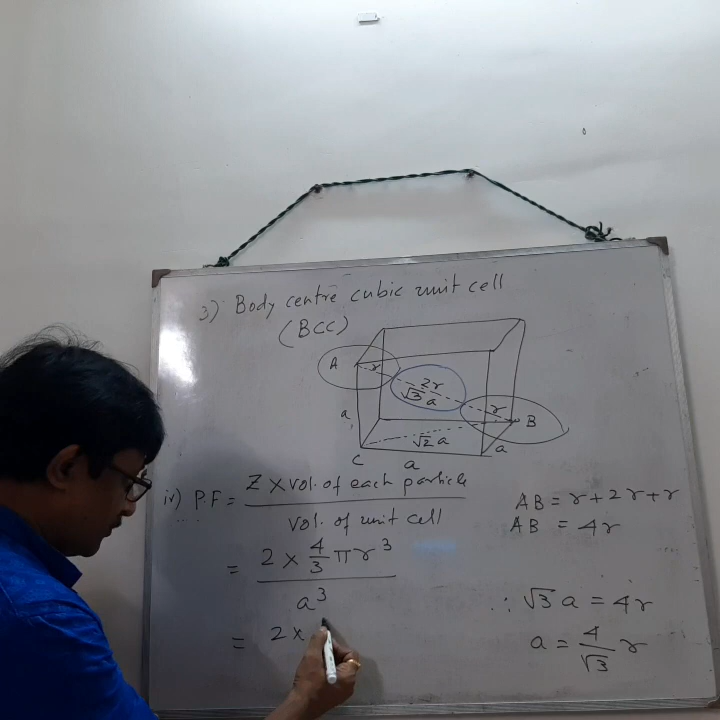 3) Body centre cubic unit cell
(BCC)
A
r
2r
√3 a
r
B
a
√2 a
a
C
a
iv) P.F = Z × vol. of each particle / vol. of unit cell
= 2 × 4/3 π r³ / a³
= 2 ×
AB = r + 2r + r
AB = 4r
∴ √3 a = 4r
a = 4/√3 r